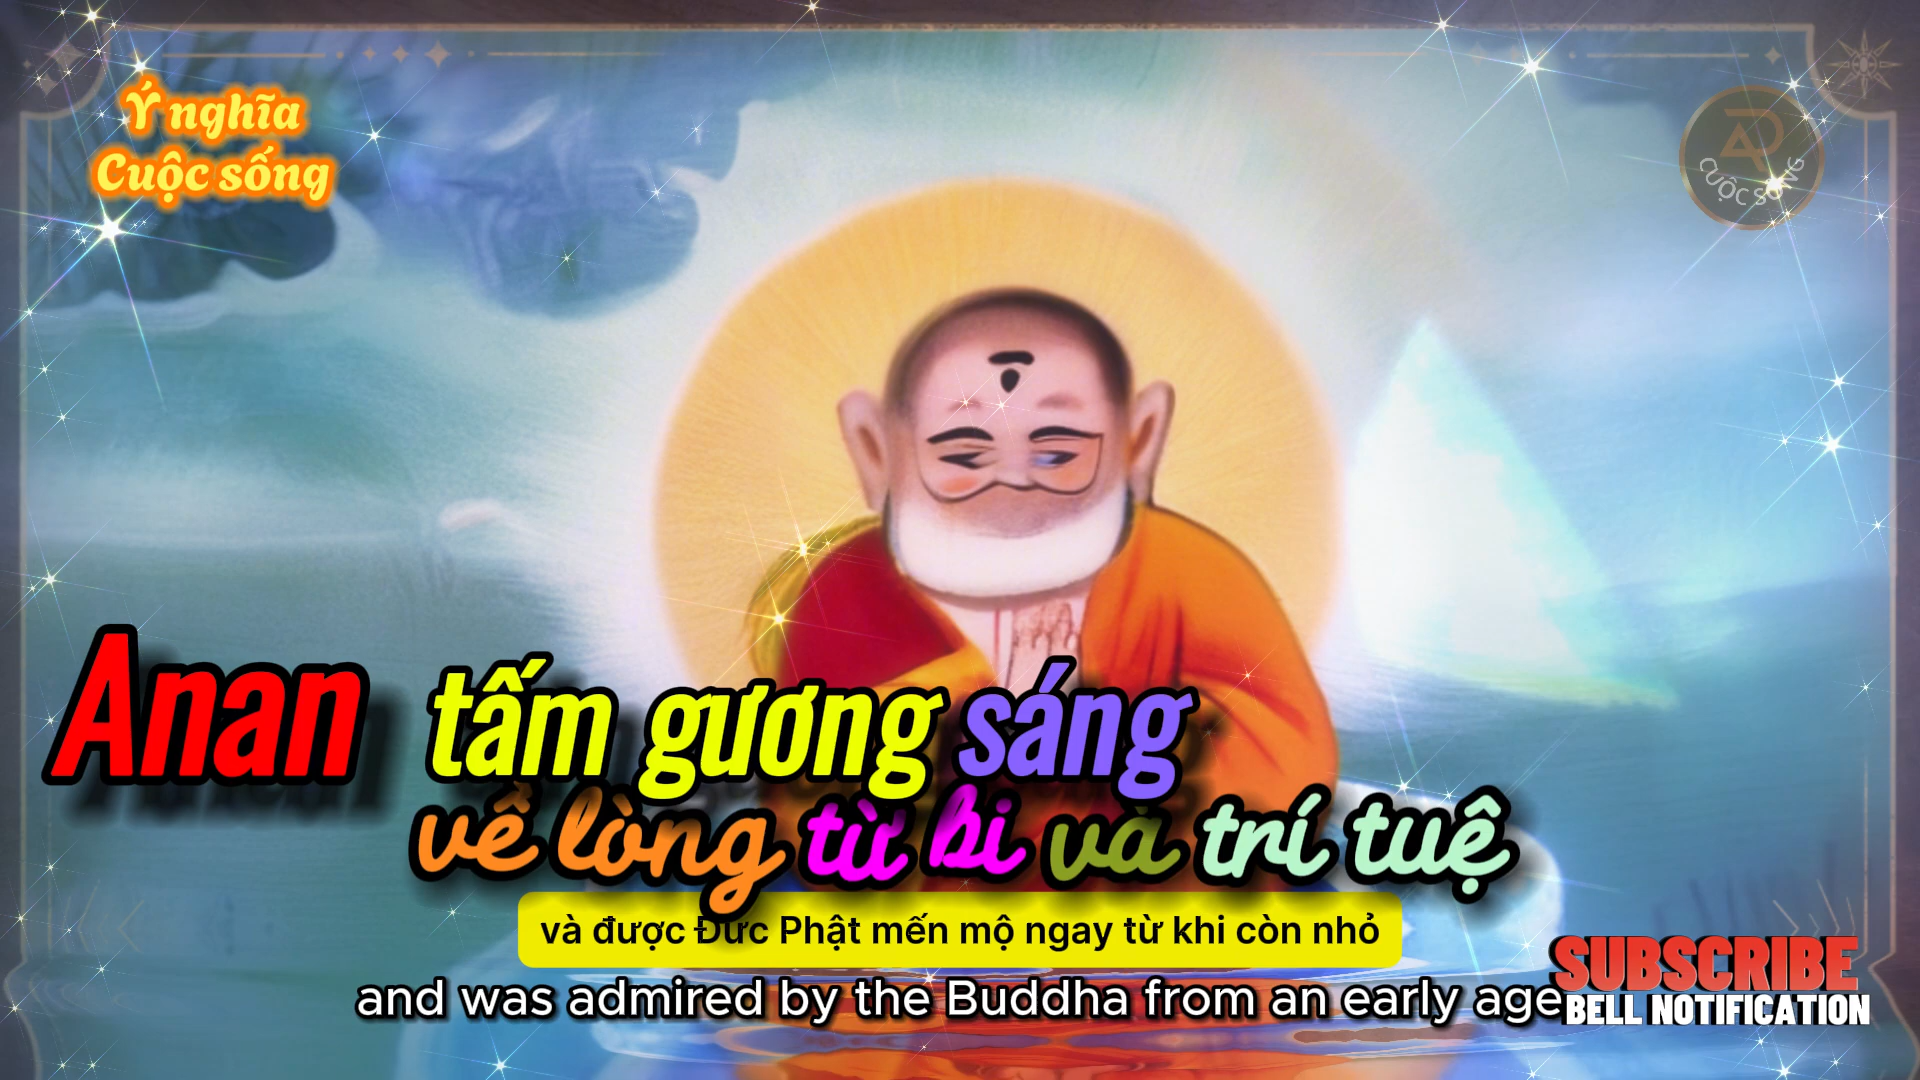 Ý nghĩa
Cuộc sống
CUỘC SỐNG
Anan tấm gương sáng
về lòng từ bi và trí tuệ
và được Đức Phật mến mộ ngay từ khi còn nhỏ
and was admired by the Buddha from an early age
SUBSCRIBE
BELL NOTIFICATION